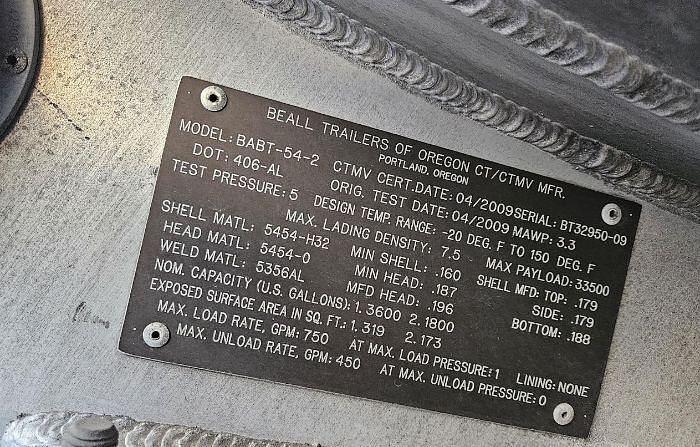 BEALL TRAILERS OF OREGON CT/CTMV MFR.
PORTLAND, OREGON
MODEL: BABT-54-2 CTMV CERT.DATE: 04/2009 SERIAL: BT32950-09
DOT: 406-AL ORIG. TEST DATE: 04/2009 MAWP: 3.3
TEST PRESSURE: 5 DESIGN TEMP. RANGE: -20 DEG. F TO 150 DEG. F
MAX. LADING DENSITY: 7.5 MAX PAYLOAD: 33500
SHELL MATL: 5454-H32 MIN SHELL: .160 SHELL MFD: TOP: .179
HEAD MATL: 5454-0 MIN HEAD: .187 SIDE: .179
WELD MATL: 5356AL MFD HEAD: .196 BOTTOM: .188
NOM. CAPACITY (U.S. GALLONS): 1. 3600 2. 1800
EXPOSED SURFACE AREA IN SQ. FT.: 1. 319 2. 173
MAX. LOAD RATE, GPM: 750 AT MAX. LOAD PRESSURE: 1 LINING: NONE
MAX. UNLOAD RATE, GPM: 450 AT MAX. UNLOAD PRESSURE: 0